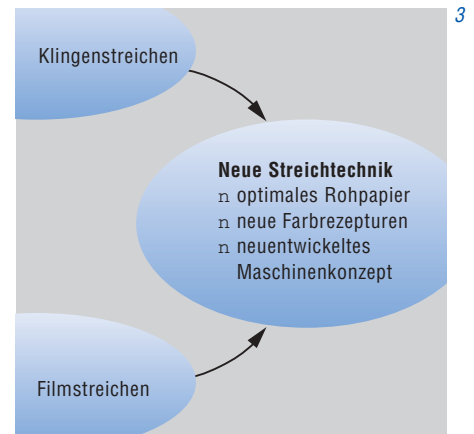 3
Klingenstreichen
Neue Streichtechnik
n optimales Rohpapier
n neue Farbrezepturen
n neuentwickeltes
Maschinenkonzept
Filmstreichen